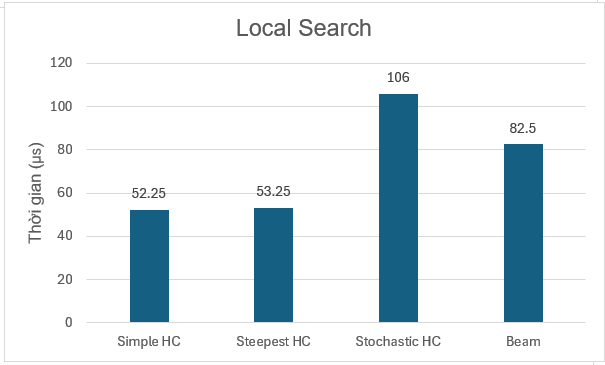 Local Search
Thời gian (µs)
120
100
80
60
40
20
0
52.25
53.25
106
82.5
Simple HC
Steepest HC
Stochastic HC
Beam